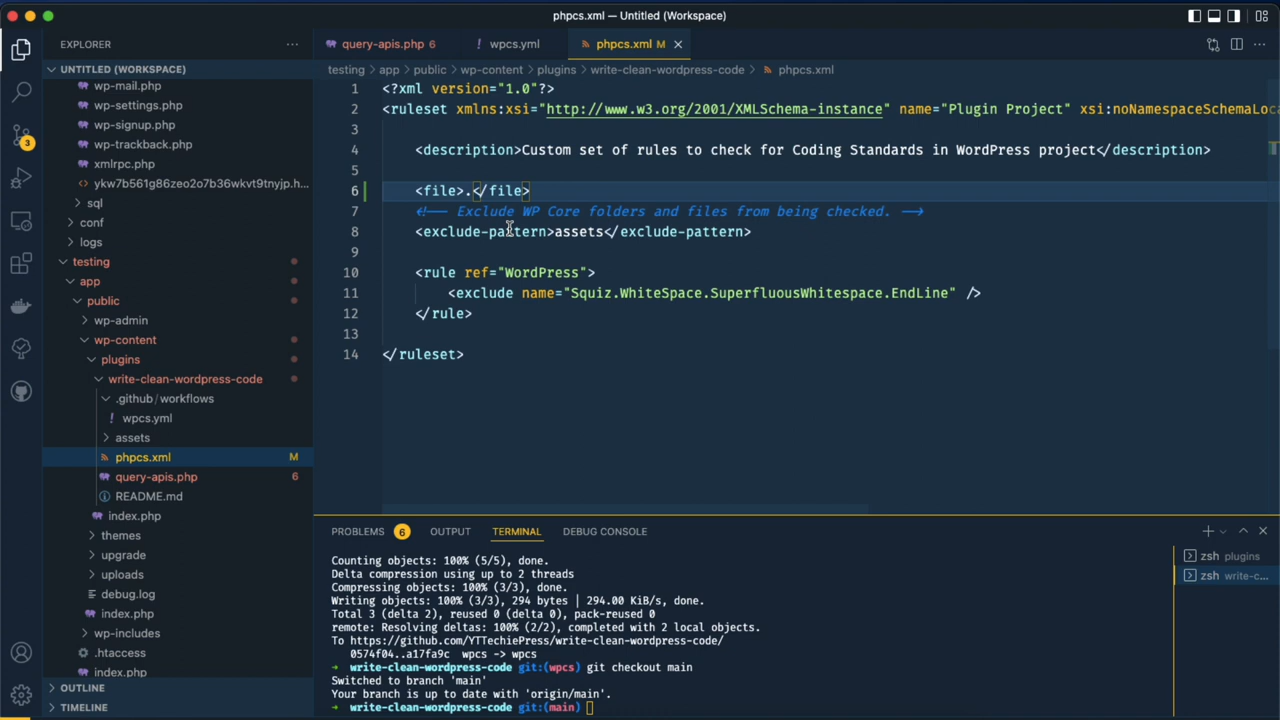 phpcs.xml — Untitled (Workspace)
EXPLORER
UNTITLED (WORKSPACE)
wp-mail.php
wp-settings.php
wp-signup.php
wp-trackback.php
xmlrpc.php
ykw7b561g86zeo2o7b36wkvt9tnyjp.h...
sql
conf
logs
testing
app
public
wp-admin
wp-content
plugins
write-clean-wordpress-code
.github/workflows
wpcs.yml
assets
phpcs.xml M
query-apis.php 6
README.md
index.php
themes
upgrade
uploads
debug.log
index.php
wp-includes
.htaccess
index.php
OUTLINE
TIMELINE
3
query-apis.php 6 ! wpcs.yml phpcs.xml M
testing > app > public > wp-content > plugins > write-clean-wordpress-code > phpcs.xml
1 <?xml version="1.0"?>
2 <ruleset xmlns:xsi="http://www.w3.org/2001/XMLSchema-instance" name="Plugin Project" xsi:noNamespaceSchemaLoc
3
4 <description>Custom set of rules to check for Coding Standards in WordPress project</description>
5
6 <file>.</file>
7 <!-- Exclude WP Core folders and files from being checked. -->
8 <exclude-pattern>assets</exclude-pattern>
9
10 <rule ref="WordPress">
11 <exclude name="Squiz.WhiteSpace.SuperfluousWhitespace.EndLine" />
12 </rule>
13
14 </ruleset>
PROBLEMS 6 OUTPUT TERMINAL DEBUG CONSOLE
Counting objects: 100% (5/5), done.
Delta compression using up to 2 threads
Compressing objects: 100% (3/3), done.
Writing objects: 100% (3/3), 294 bytes | 294.00 KiB/s, done.
Total 3 (delta 2), reused 0 (delta 0), pack-reused 0
remote: Resolving deltas: 100% (2/2), completed with 2 local objects.
To https://github.com/YTTechiePress/write-clean-wordpress-code/
0574f04..a17fa9c wpcs -> wpcs
→ write-clean-wordpress-code git:(wpcs) git checkout main
Switched to branch 'main'
Your branch is up to date with 'origin/main'.
→ write-clean-wordpress-code git:(main)
zsh plugins
zsh write-c...